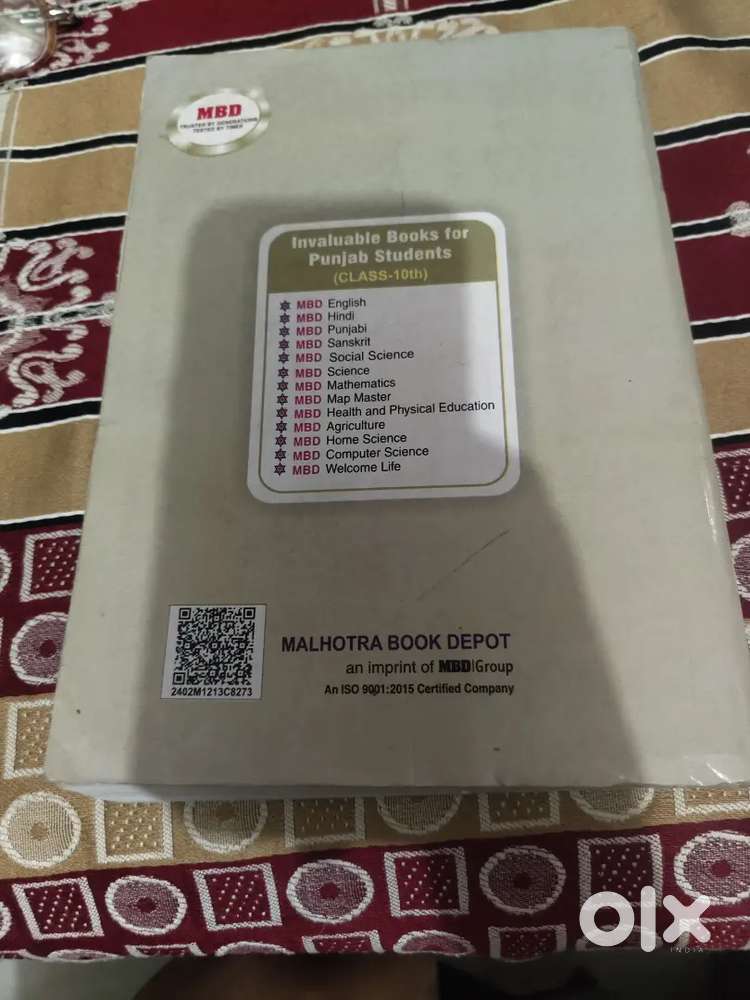 MBD
TRUSTED BY GENERATIONS
TESTED BY TIMES
Invaluable Books for
Punjab Students
(CLASS-10th)
MBD English
MBD Hindi
MBD Punjabi
MBD Sanskrit
MBD Social Science
MBD Science
MBD Mathematics
MBD Map Master
MBD Health and Physical Education
MBD Agriculture
MBD Home Science
MBD Computer Science
MBD Welcome Life
2402M1213C8273
MALHOTRA BOOK DEPOT
an imprint of MBD|Group
An ISO 9001:2015 Certified Company
olx
INDIA